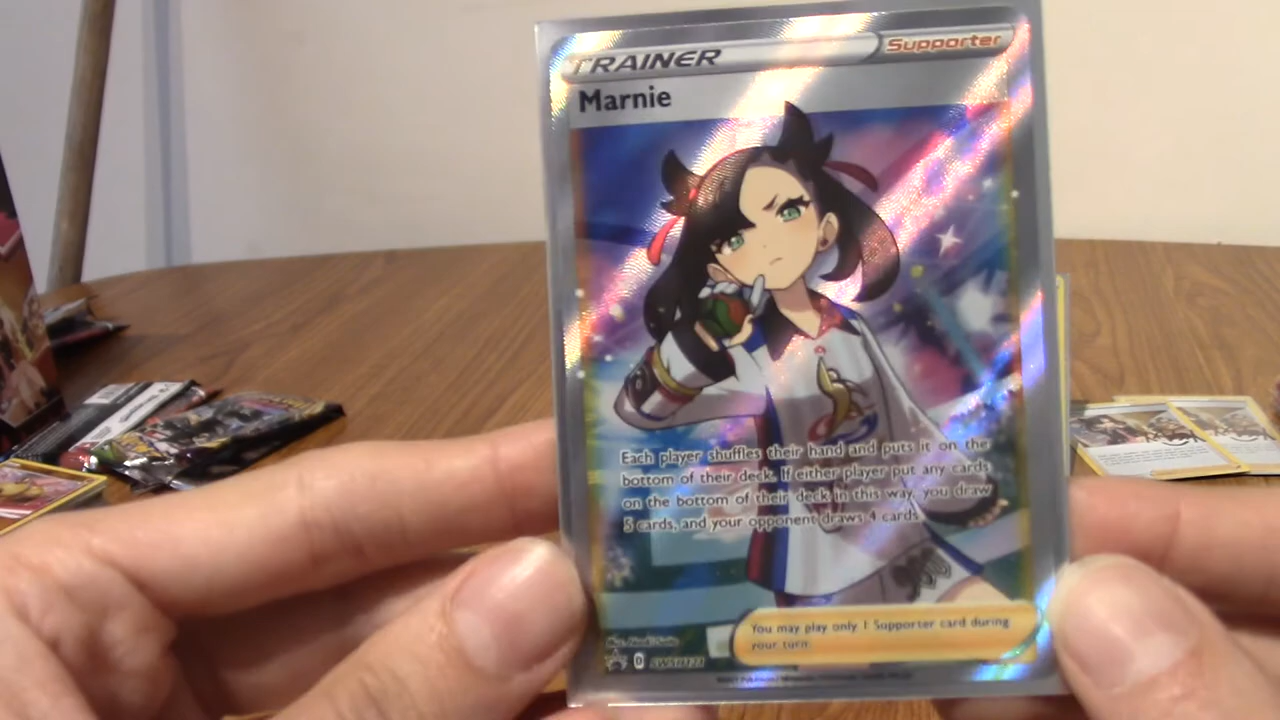 TRAINER
Supporter
Marnie
Each player shuffles their hand and puts it on the
bottom of their deck. If either player put any cards
on the bottom of their deck in this way, you draw
5 cards, and your opponent draws 4 cards.
You may play only 1 Supporter card during
your turn.
D SWSH121